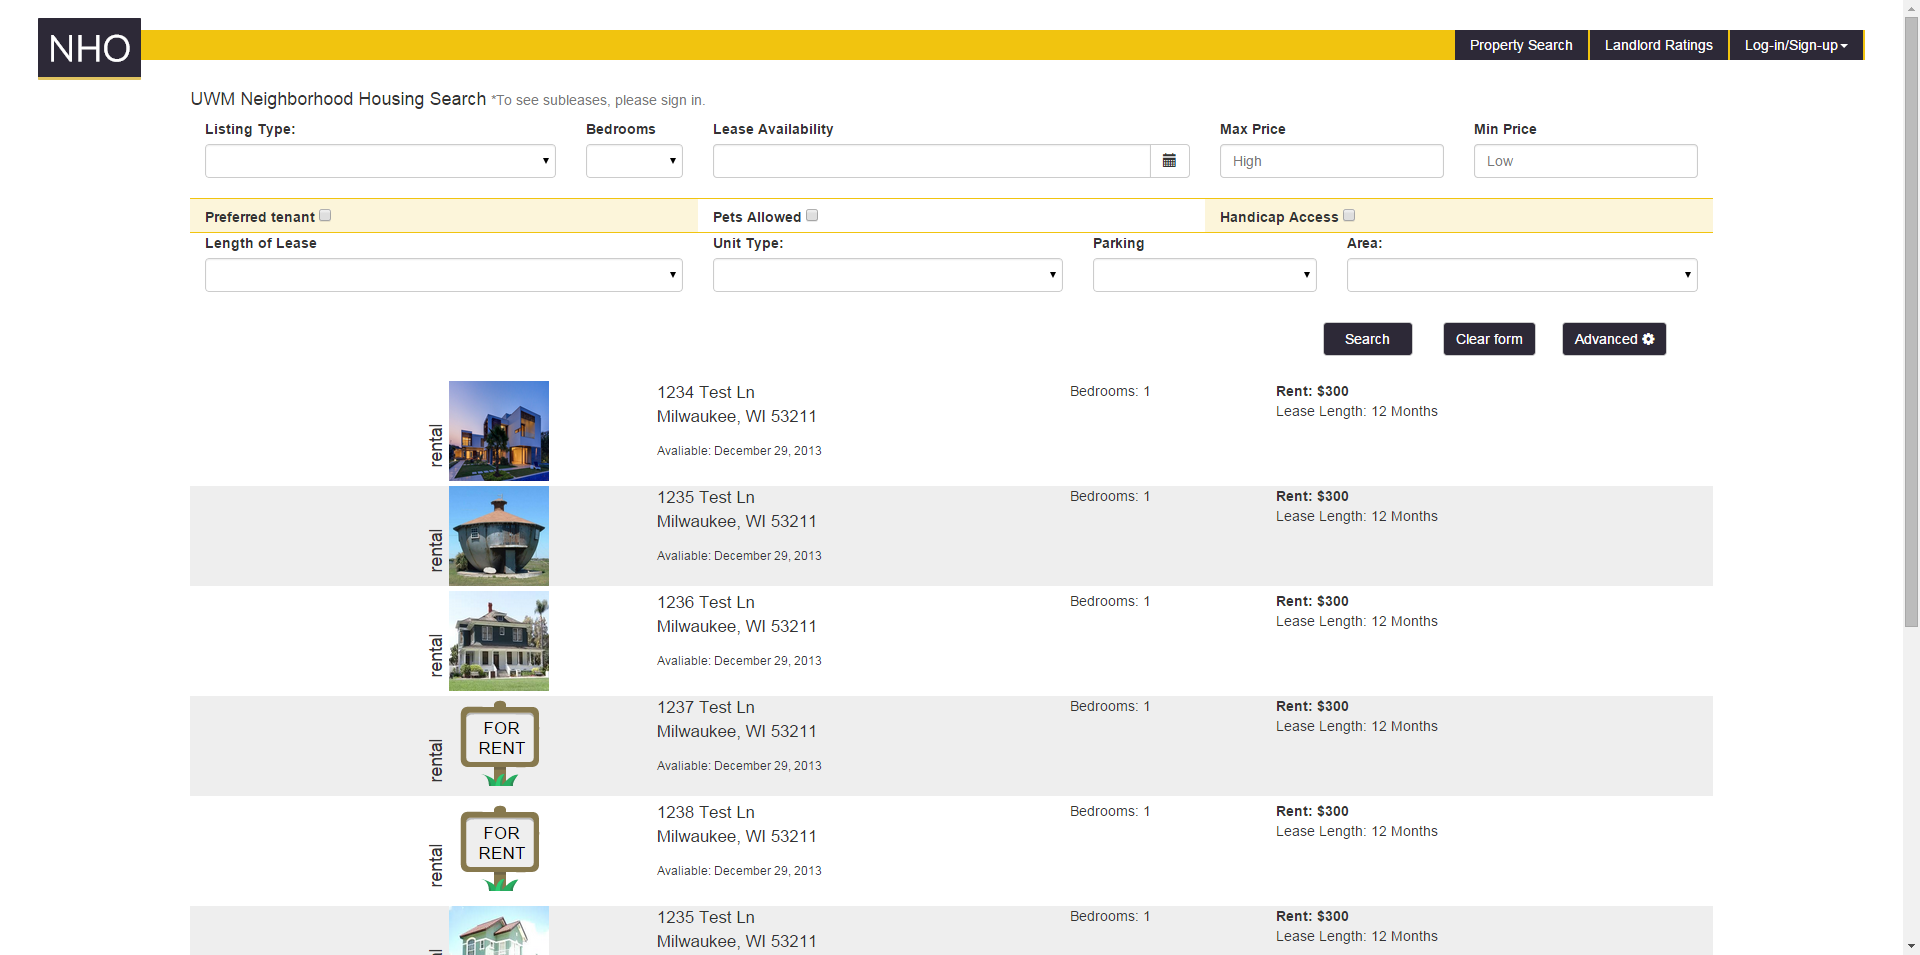 NHO
Property Search
Landlord Ratings
Log-in/Sign-up
UWM Neighborhood Housing Search *To see subleases, please sign in.
Listing Type:
Bedrooms
Lease Availability
Max Price
Min Price
High
Low
Preferred tenant
Pets Allowed
Handicap Access
Length of Lease
Unit Type:
Parking
Area:
Search
Clear form
Advanced
rental
1234 Test Ln
Milwaukee, WI 53211
Avaliable: December 29, 2013
Bedrooms: 1
Rent: $300
Lease Length: 12 Months
rental
1235 Test Ln
Milwaukee, WI 53211
Avaliable: December 29, 2013
Bedrooms: 1
Rent: $300
Lease Length: 12 Months
rental
1236 Test Ln
Milwaukee, WI 53211
Avaliable: December 29, 2013
Bedrooms: 1
Rent: $300
Lease Length: 12 Months
rental
FOR
RENT
1237 Test Ln
Milwaukee, WI 53211
Avaliable: December 29, 2013
Bedrooms: 1
Rent: $300
Lease Length: 12 Months
rental
FOR
RENT
1238 Test Ln
Milwaukee, WI 53211
Avaliable: December 29, 2013
Bedrooms: 1
Rent: $300
Lease Length: 12 Months
1235 Test Ln
Milwaukee, WI 53211
Bedrooms: 1
Rent: $300
Lease Length: 12 Months